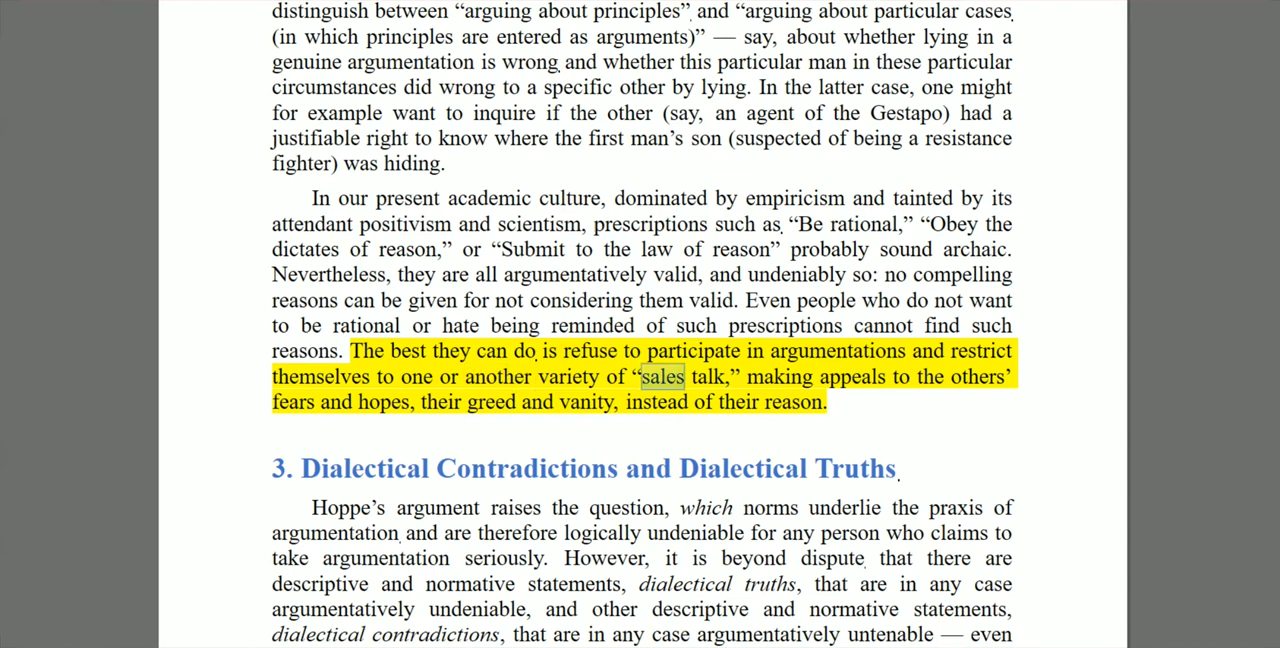 distinguish between “arguing about principles” and “arguing about particular cases
(in which principles are entered as arguments)” — say, about whether lying in a
genuine argumentation is wrong and whether this particular man in these particular
circumstances did wrong to a specific other by lying. In the latter case, one might
for example want to inquire if the other (say, an agent of the Gestapo) had a
justifiable right to know where the first man’s son (suspected of being a resistance
fighter) was hiding.
In our present academic culture, dominated by empiricism and tainted by its
attendant positivism and scientism, prescriptions such as “Be rational,” “Obey the
dictates of reason,” or “Submit to the law of reason” probably sound archaic.
Nevertheless, they are all argumentatively valid, and undeniably so: no compelling
reasons can be given for not considering them valid. Even people who do not want
to be rational or hate being reminded of such prescriptions cannot find such
reasons. The best they can do is refuse to participate in argumentations and restrict
themselves to one or another variety of “sales talk,” making appeals to the others’
fears and hopes, their greed and vanity, instead of their reason.
3. Dialectical Contradictions and Dialectical Truths
Hoppe’s argument raises the question, which norms underlie the praxis of
argumentation and are therefore logically undeniable for any person who claims to
take argumentation seriously. However, it is beyond dispute that there are
descriptive and normative statements, dialectical truths, that are in any case
argumentatively undeniable, and other descriptive and normative statements,
dialectical contradictions, that are in any case argumentatively untenable — even